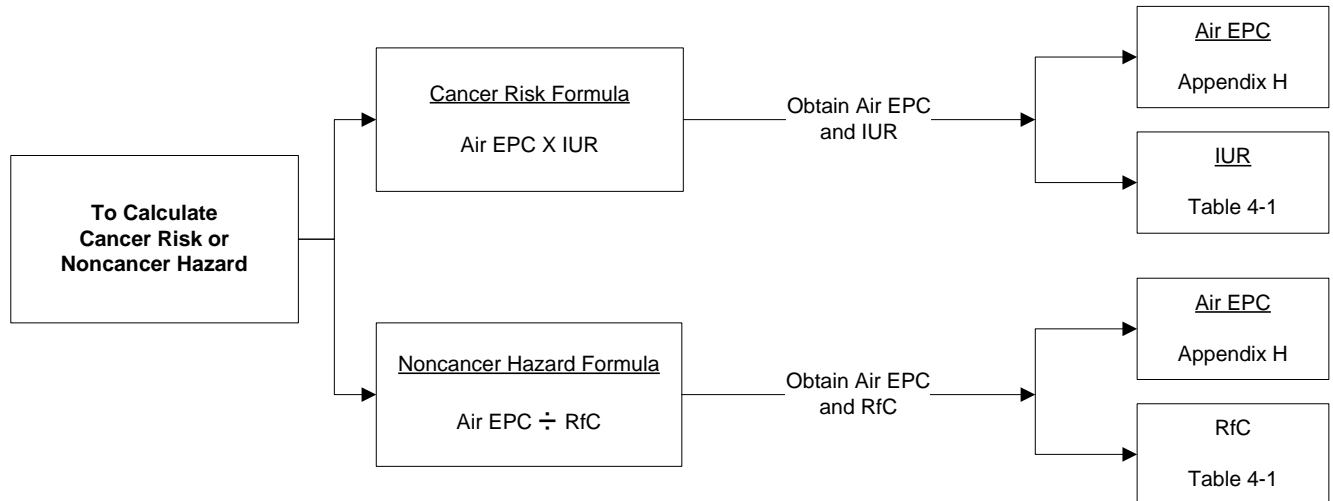 To Calculate
Cancer Risk or
Noncancer Hazard
Cancer Risk Formula
Air EPC X IUR
Obtain Air EPC
and IUR
Air EPC
Appendix H
IUR
Table 4-1
Noncancer Hazard Formula
Air EPC ÷ RfC
Obtain Air EPC
and RfC
Air EPC
Appendix H
RfC
Table 4-1